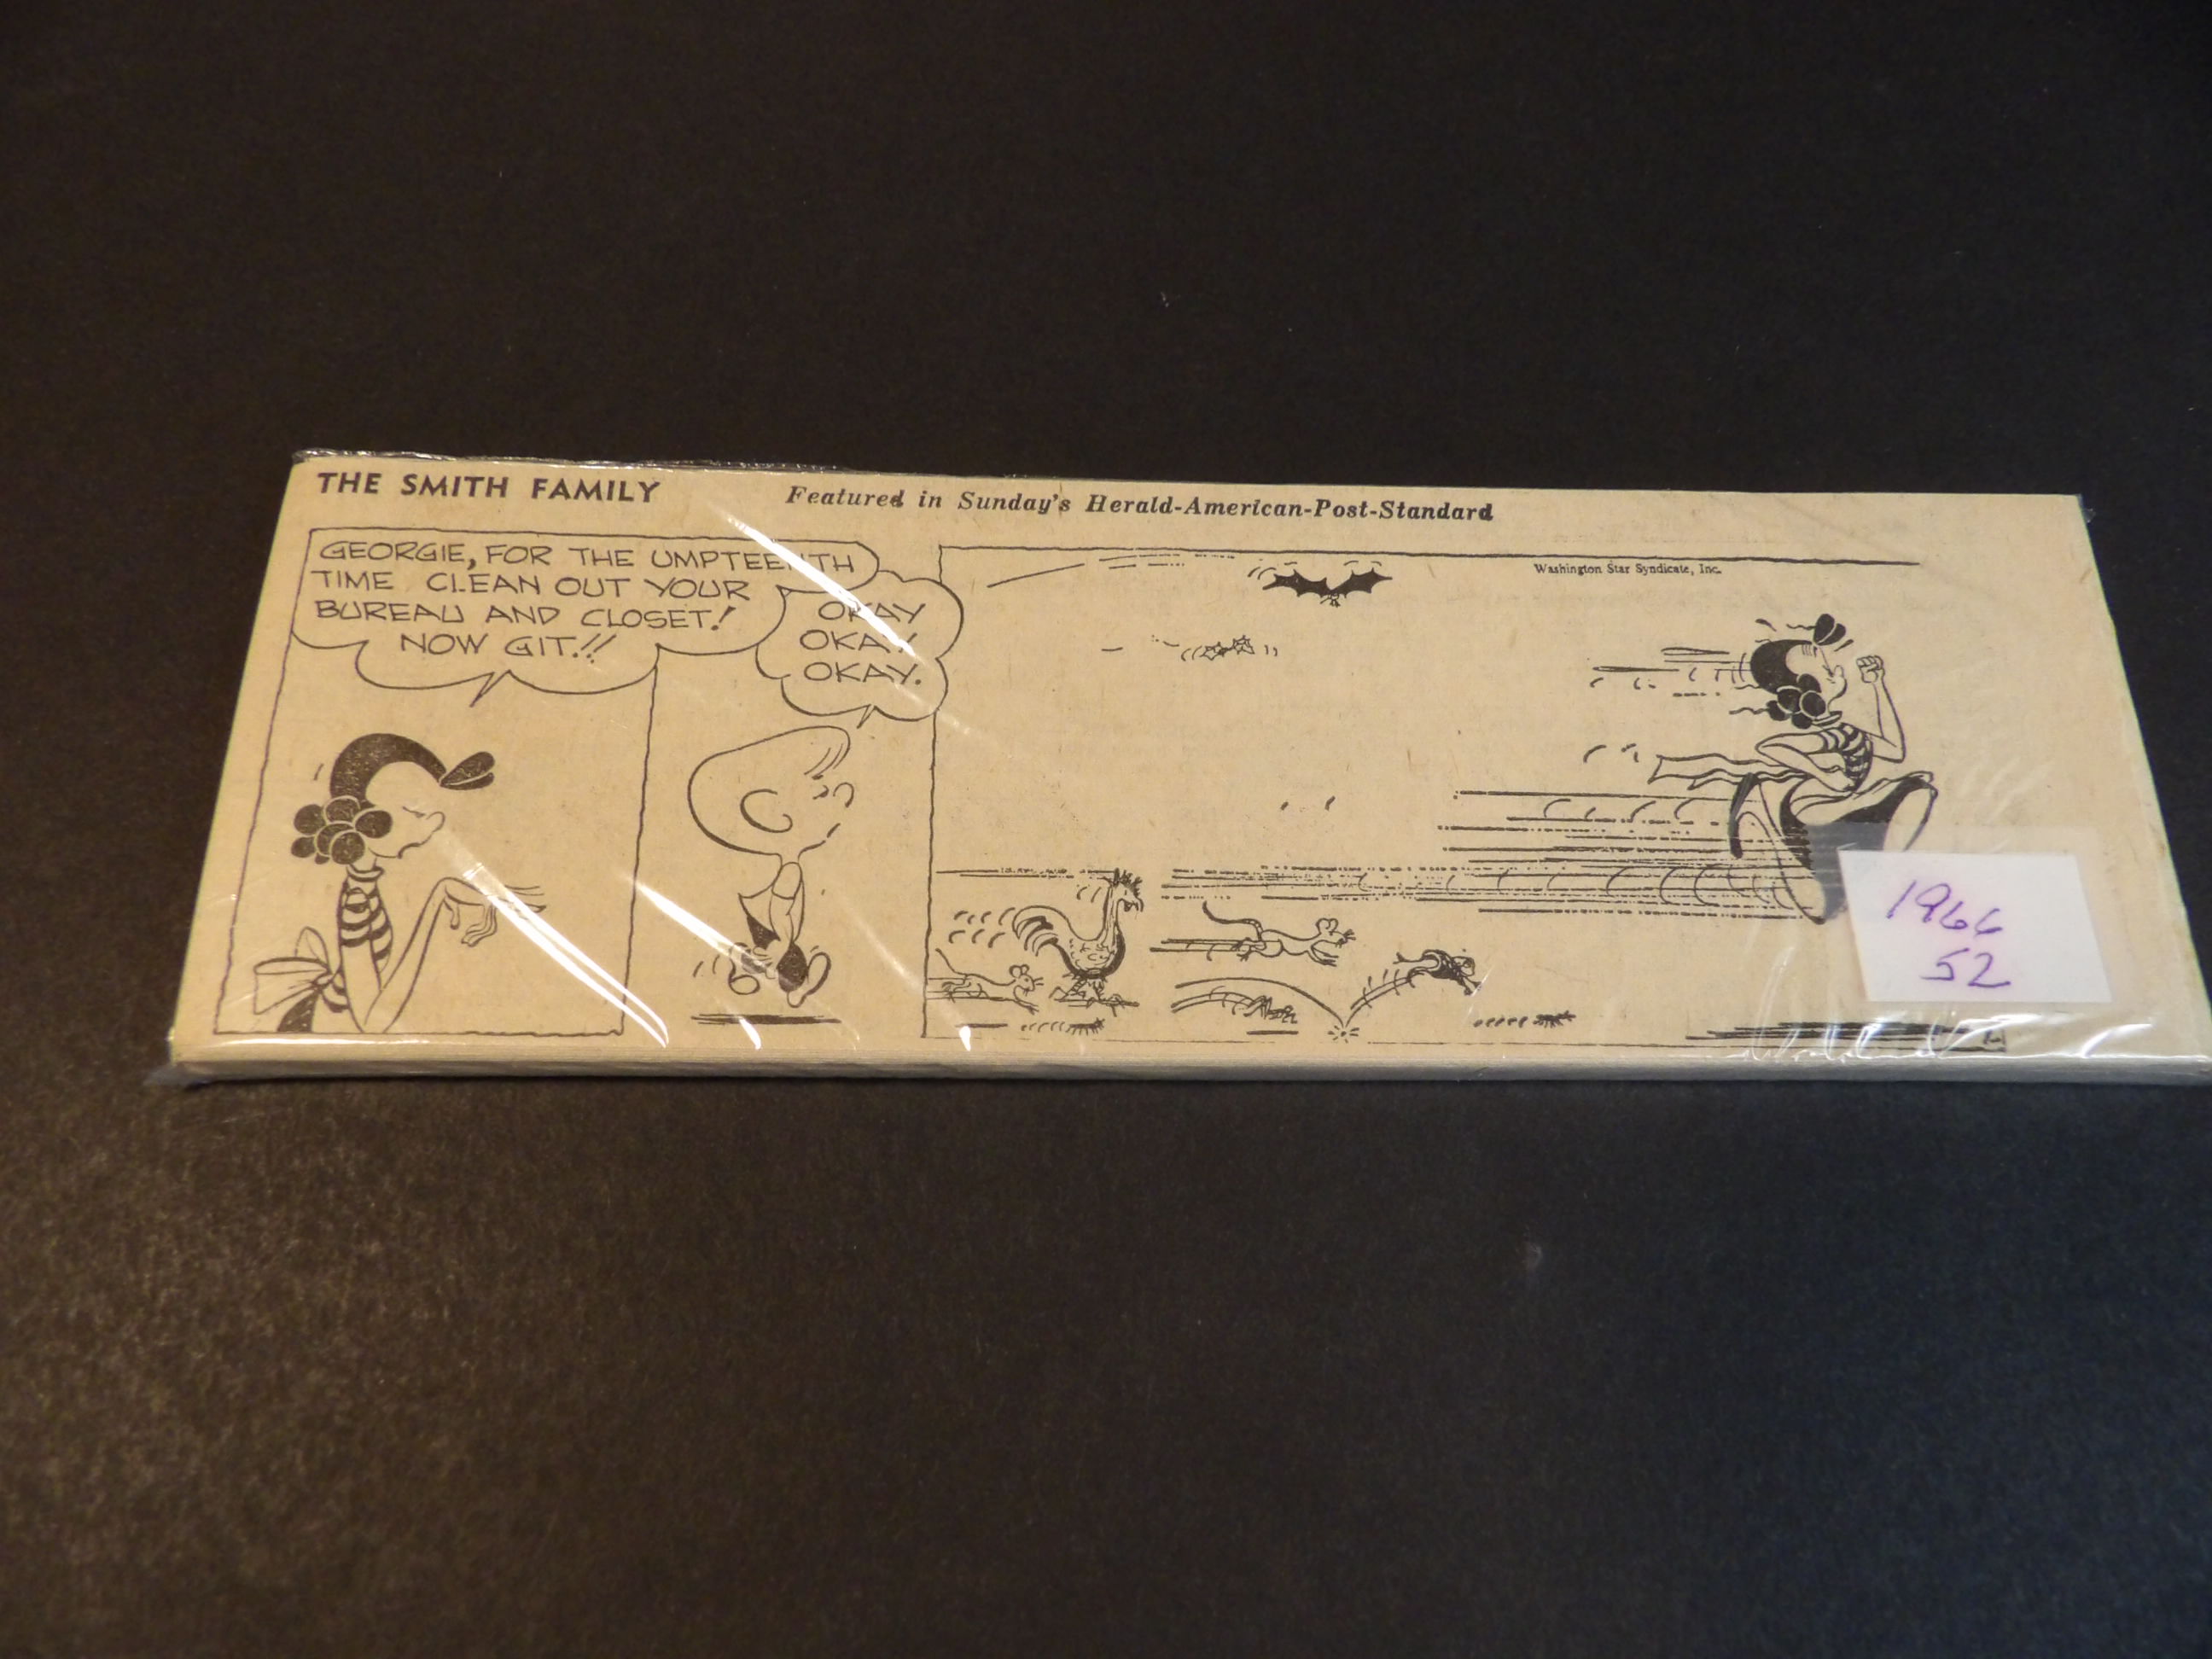 THE SMITH FAMILY
Featured in Sunday's Herald-American-Post-Standard
GEORGIE, FOR THE UMPTEENTH
TIME CLEAN OUT YOUR
BUREAU AND CLOSET!
NOW GIT!!
OKAY
OKAY
OKAY.
Washington Star Syndicate, Inc.
1966
52